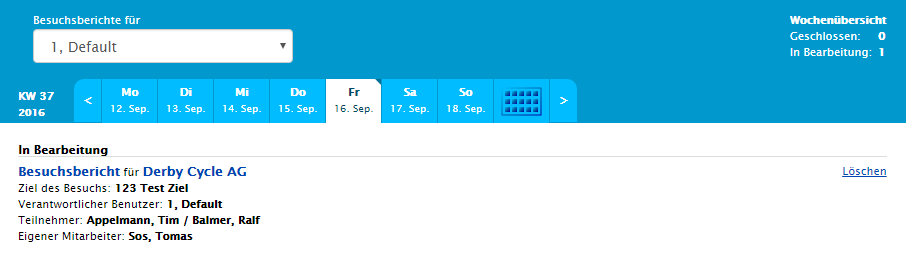 Besuchsberichte für
1, Default
Wochenübersicht
Geschlossen: 0
In Bearbeitung: 1
KW 37
2016
<
Mo
12. Sep.
Di
13. Sep.
Mi
14. Sep.
Do
15. Sep.
Fr
16. Sep.
Sa
17. Sep.
So
18. Sep.
>
In Bearbeitung
Besuchsbericht für Derby Cycle AG
Löschen
Ziel des Besuchs: 123 Test Ziel
Verantwortlicher Benutzer: 1, Default
Teilnehmer: Appelmann, Tim / Balmer, Ralf
Eigener Mitarbeiter: Sos, Tomas